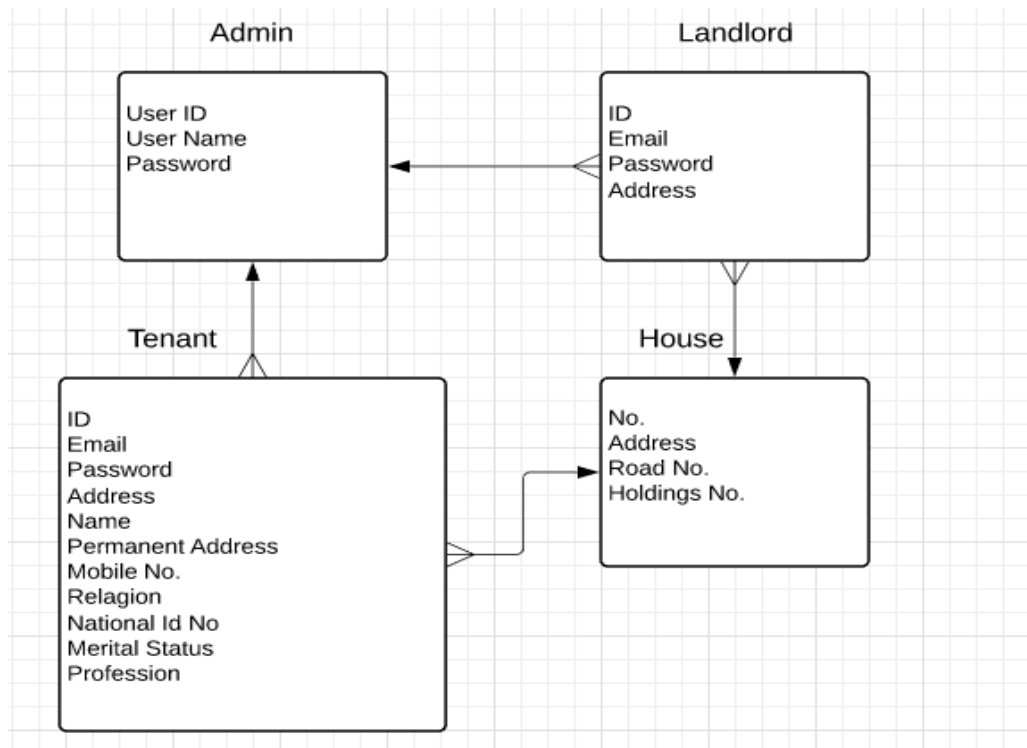 Admin
User ID
User Name
Password
Landlord
ID
Email
Password
Address
Tenant
ID
Email
Password
Address
Name
Permanent Address
Mobile No.
Relagion
National Id No
Merital Status
Profession
House
No.
Address
Road No.
Holdings No.